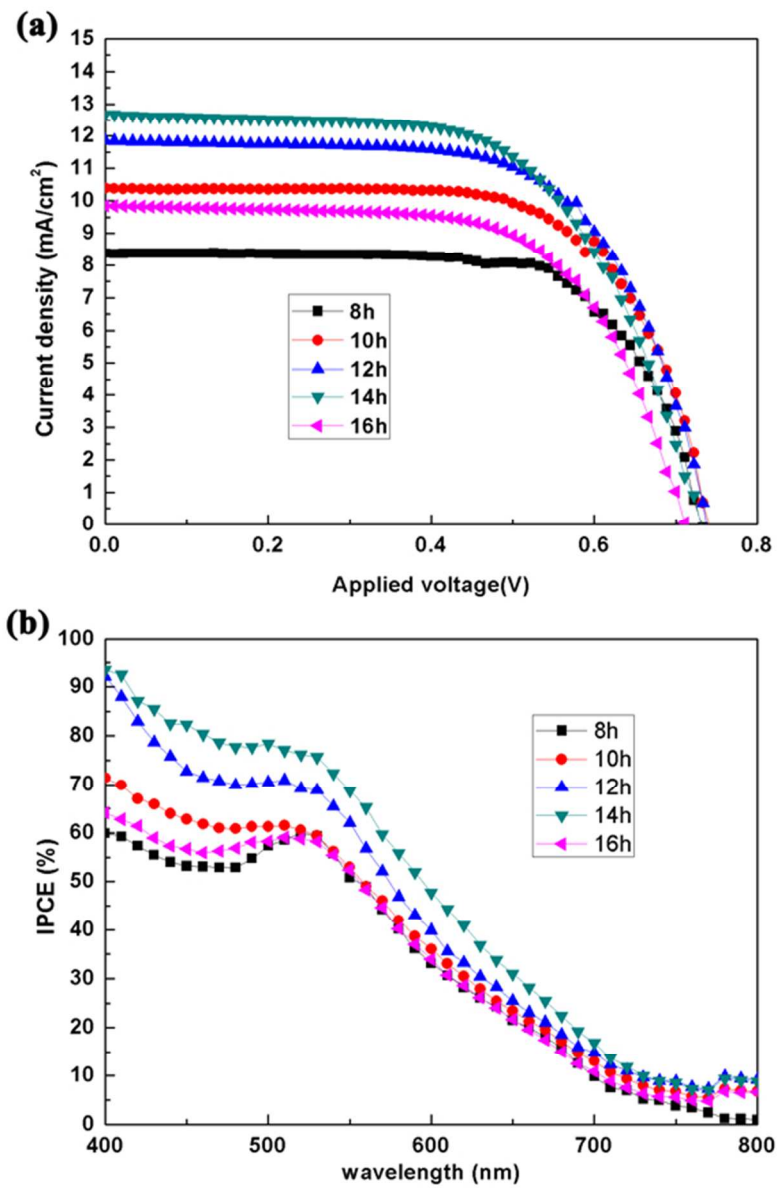 (a)
15
14
13
12
11
10
9
8
7
6
5
4
3
2
1
0
Current density (mA/cm²)
8h
10h
12h
14h
16h
0.0 0.2 0.4 0.6 0.8
Applied voltage(V)
(b)
100
90
80
70
60
50
40
30
20
10
0
IPCE (%)
8h
10h
12h
14h
16h
400 500 600 700 800
wavelength (nm)